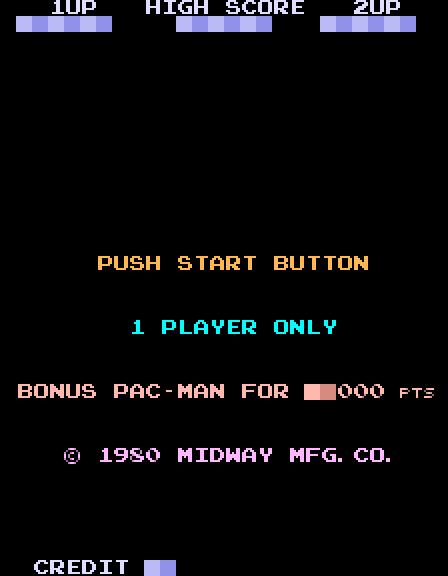 1UP HIGH SCORE 2UP
PUSH START BUTTON
1 PLAYER ONLY
BONUS PAC-MAN FOR 000 PTS
© 1980 MIDWAY MFG. CO.
CREDIT